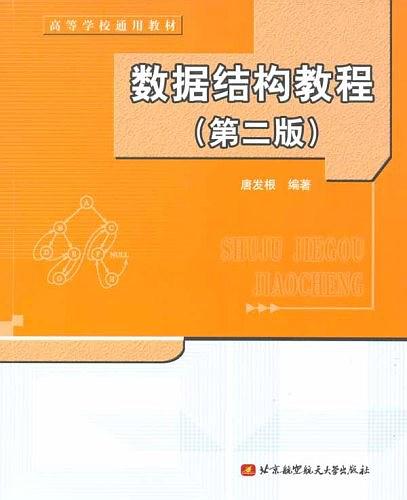 高等学校通用教材
数据结构教程
（第二版）
唐发根 编著
A
NULL
SHUJU JIEGOU
JIAOCHENG
北京航空航天大学出版社